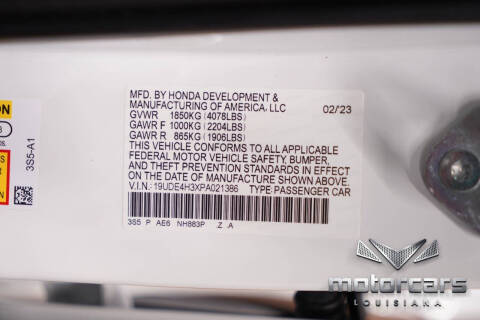 MFD. BY HONDA DEVELOPMENT &
MANUFACTURING OF AMERICA, LLC 02/23
GVWR 1850KG (4078LBS)
GAWR F 1000KG (2204LBS)
GAWR R 865KG (1906LBS)
THIS VEHICLE CONFORMS TO ALL APPLICABLE
FEDERAL MOTOR VEHICLE SAFETY, BUMPER,
AND THEFT PREVENTION STANDARDS IN EFFECT
ON THE DATE OF MANUFACTURE SHOWN ABOVE.
V.I.N.: 19UDE4H3XPA021386 TYPE: PASSENGER CAR
3S5 P AE6 NH883P Z .A
3S5-A1
motorcars
LOUISIANA